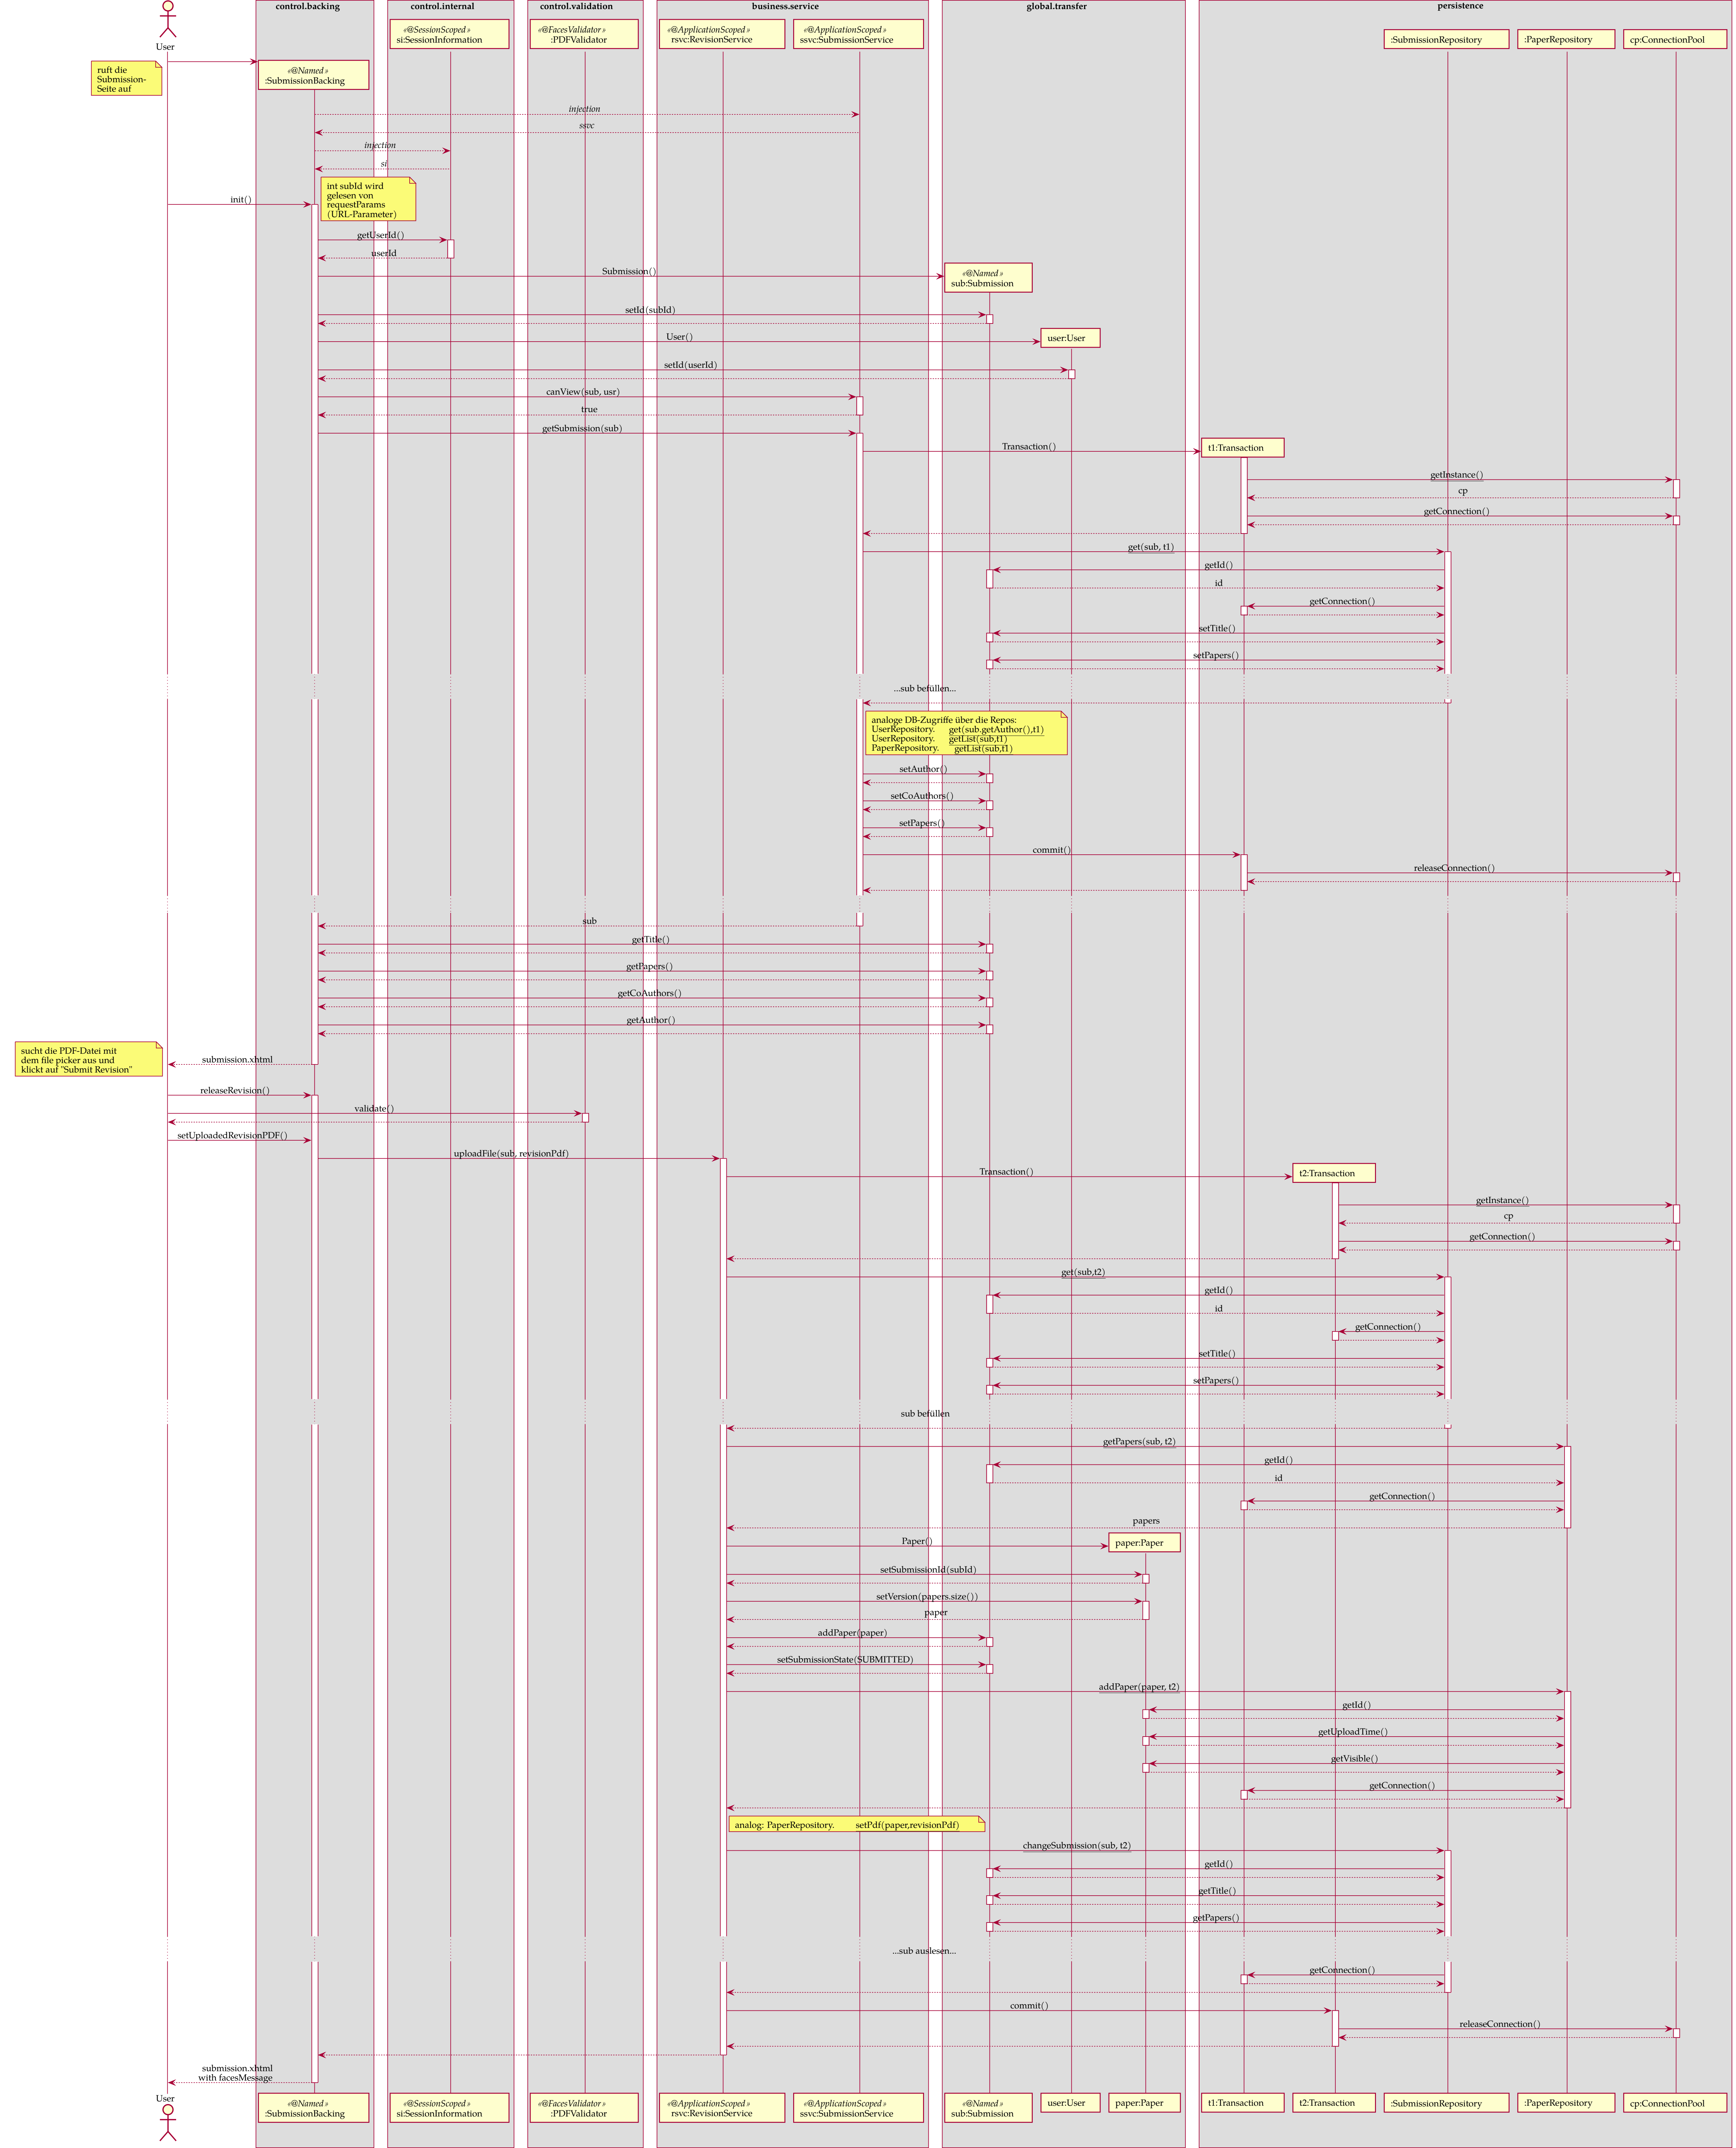 control.backing
control.internal
control.validation
business.service
global.transfer
persistence
User
«@SessionScoped»
si:SessionInformation
«@FacesValidator»
:PDFValidator
«@ApplicationScoped»
rsvc:RevisionService
«@ApplicationScoped»
ssvc:SubmissionService
:SubmissionRepository
:PaperRepository
cp:ConnectionPool
ruft die
Submission-
Seite auf
«@Named»
:SubmissionBacking
injection
ssvc
injection
si
int subId wird
gelesen von
requestParams
(URL-Parameter)
init()
getUserId()
userId
Submission()
«@Named»
sub:Submission
setId(subId)
User()
user:User
setId(userId)
canView(sub, usr)
true
getSubmission(sub)
Transaction()
t1:Transaction
getInstance()
cp
getConnection()
get(sub, t1)
getId()
id
getConnection()
setTitle()
setPapers()
...sub befüllen...
analoge DB-Zugriffe über die Repos:
UserRepository. get(sub.getAuthor(),t1)
UserRepository. getList(sub,t1)
PaperRepository. getList(sub,t1)
setAuthor()
setCoAuthors()
setPapers()
commit()
releaseConnection()
sub
getTitle()
getPapers()
getCoAuthors()
getAuthor()
sucht die PDF-Datei mit
dem file picker aus und
klickt auf "Submit Revision"
submission.xhtml
releaseRevision()
validate()
setUploadedRevisionPDF()
uploadFile(sub, revisionPdf)
Transaction()
t2:Transaction
getInstance()
cp
getConnection()
get(sub,t2)
getId()
id
getConnection()
setTitle()
setPapers()
sub befüllen
getPapers(sub, t2)
getId()
id
getConnection()
papers
Paper()
paper:Paper
setSubmissionId(subId)
setVersion(papers.size())
paper
addPaper(paper)
setSubmissionState(SUBMITTED)
addPaper(paper, t2)
getId()
getUploadTime()
getVisible()
getConnection()
analog: PaperRepository. setPdf(paper,revisionPdf)
changeSubmission(sub, t2)
getId()
getTitle()
getPapers()
...sub auslesen...
getConnection()
commit()
releaseConnection()
submission.xhtml
with facesMessage
User
«@Named»
:SubmissionBacking
«@SessionScoped»
si:SessionInformation
«@FacesValidator»
:PDFValidator
«@ApplicationScoped»
rsvc:RevisionService
«@ApplicationScoped»
ssvc:SubmissionService
«@Named»
sub:Submission
user:User
paper:Paper
t1:Transaction
t2:Transaction
:SubmissionRepository
:PaperRepository
cp:ConnectionPool